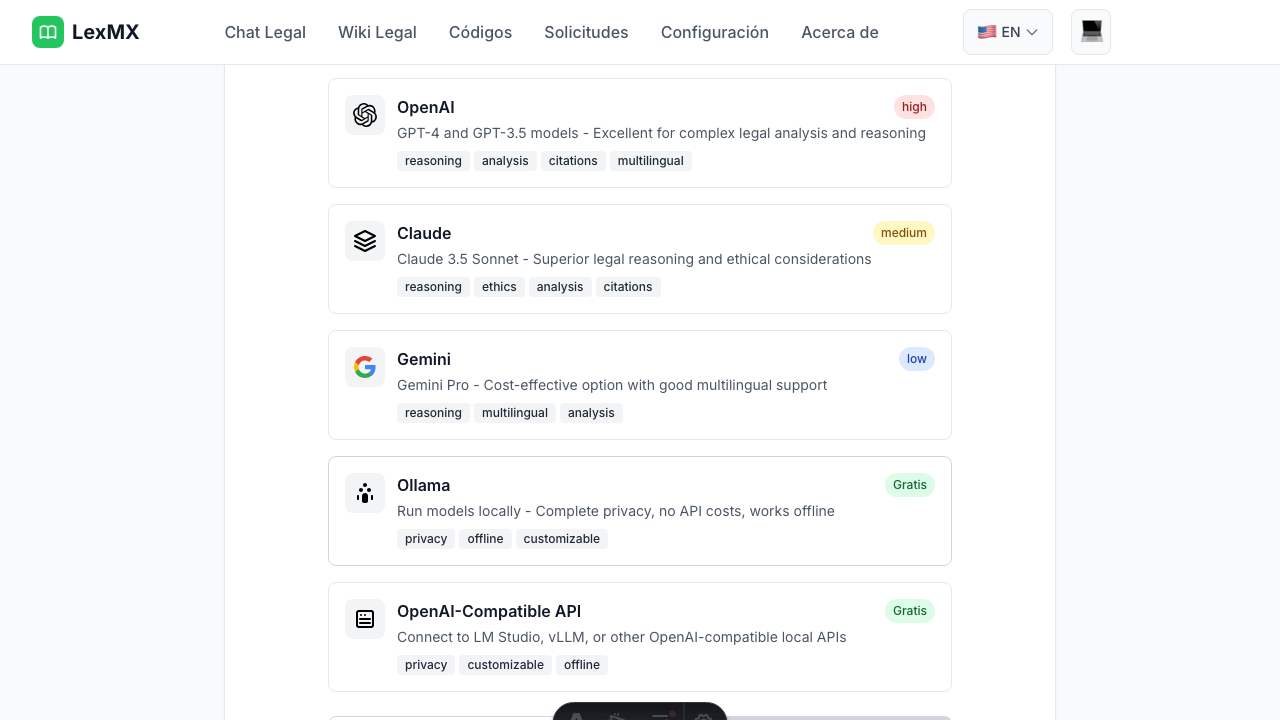 LexMX
Chat Legal
Wiki Legal
Códigos
Solicitudes
Configuración
Acerca de
🇺🇸 EN
OpenAI
high
GPT-4 and GPT-3.5 models - Excellent for complex legal analysis and reasoning
reasoning analysis citations multilingual
Claude
medium
Claude 3.5 Sonnet - Superior legal reasoning and ethical considerations
reasoning ethics analysis citations
Gemini
low
Gemini Pro - Cost-effective option with good multilingual support
reasoning multilingual analysis
Ollama
Gratis
Run models locally - Complete privacy, no API costs, works offline
privacy offline customizable
OpenAI-Compatible API
Gratis
Connect to LM Studio, vLLM, or other OpenAI-compatible local APIs
privacy customizable offline